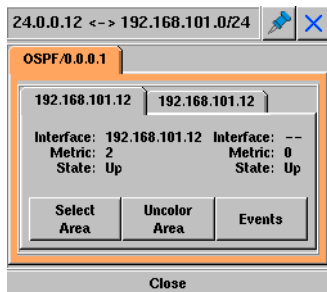 24.0.0.12 <-> 192.168.101.0/24
OSPF/0.0.0.1
192.168.101.12 192.168.101.12
Interface: 192.168.101.12 Interface: --
Metric: 2 Metric: 0
State: Up State: Up
Select Area Uncolor Area Events
Close